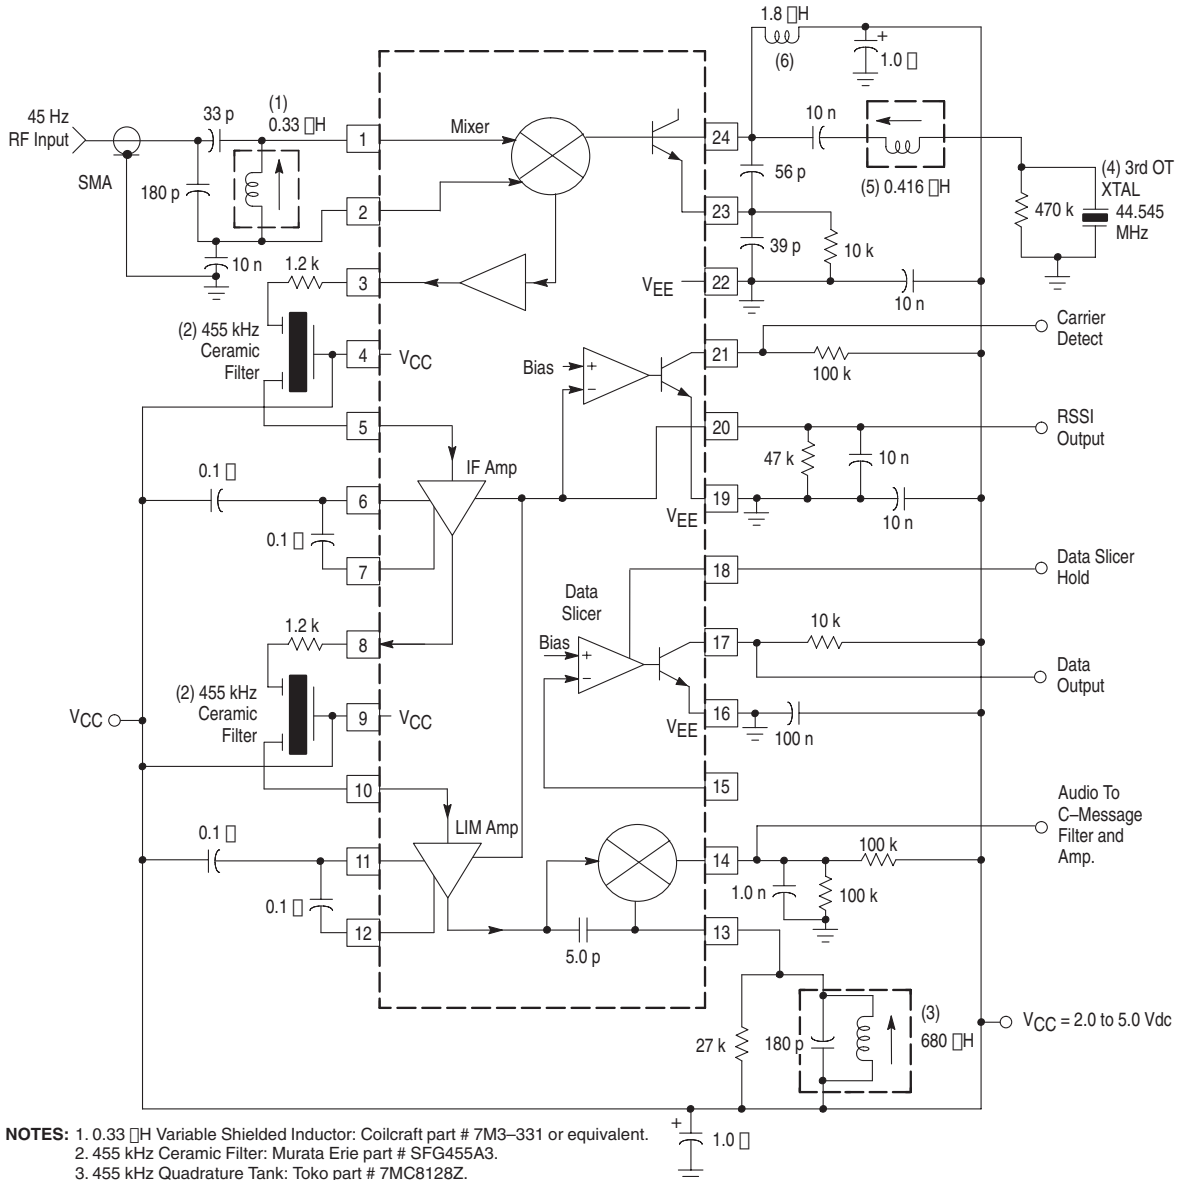 1.8 □H
(6)
1.0 □
45 Hz
RF Input
SMA
33 p
(1)
0.33 □H
180 p
10 n
1
Mixer
2
1.2 k
3
(2) 455 kHz
Ceramic
Filter
4
VCC
5
IF Amp
0.1 □
6
0.1 □
7
1.2 k
8
(2) 455 kHz
Ceramic
Filter
VCC
9
VCC
10
LIM Amp
0.1 □
11
0.1 □
12
24
10 n
(5) 0.416 □H
(4) 3rd OT
XTAL
44.545
MHz
470 k
56 p
23
39 p
10 k
VEE
22
10 n
Carrier
Detect
Bias
+
−
21
100 k
RSSI
Output
20
47 k
10 n
19
VEE
10 n
18
Data Slicer
Hold
Data
Slicer
Bias
+
−
17
10 k
Data
Output
16
VEE
100 n
15
Audio To
C–Message
Filter and
Amp.
14
100 k
1.0 n
100 k
5.0 p
13
27 k
180 p
(3)
680 □H
VCC = 2.0 to 5.0 Vdc
+
1.0 □
+
NOTES: 1. 0.33 □H Variable Shielded Inductor: Coilcraft part # 7M3–331 or equivalent.
2. 455 kHz Ceramic Filter: Murata Erie part # SFG455A3.
3. 455 kHz Quadrature Tank: Toko part # 7MC8128Z.